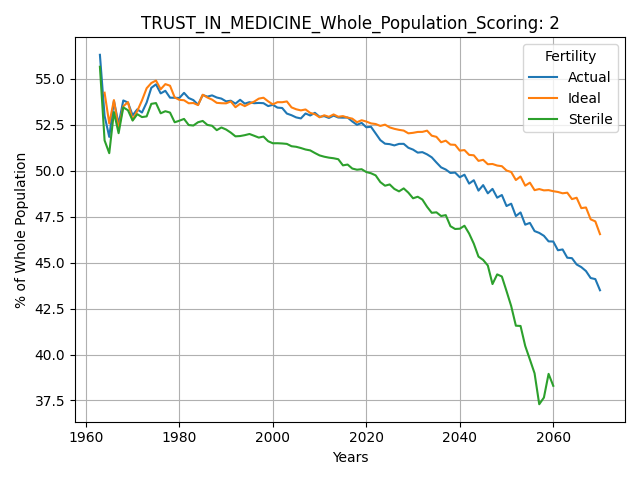 TRUST_IN_MEDICINE_Whole_Population_Scoring: 2
Fertility
Actual
Ideal
Sterile
% of Whole Population
55.0
52.5
50.0
47.5
45.0
42.5
40.0
37.5
1960 1980 2000 2020 2040 2060
Years